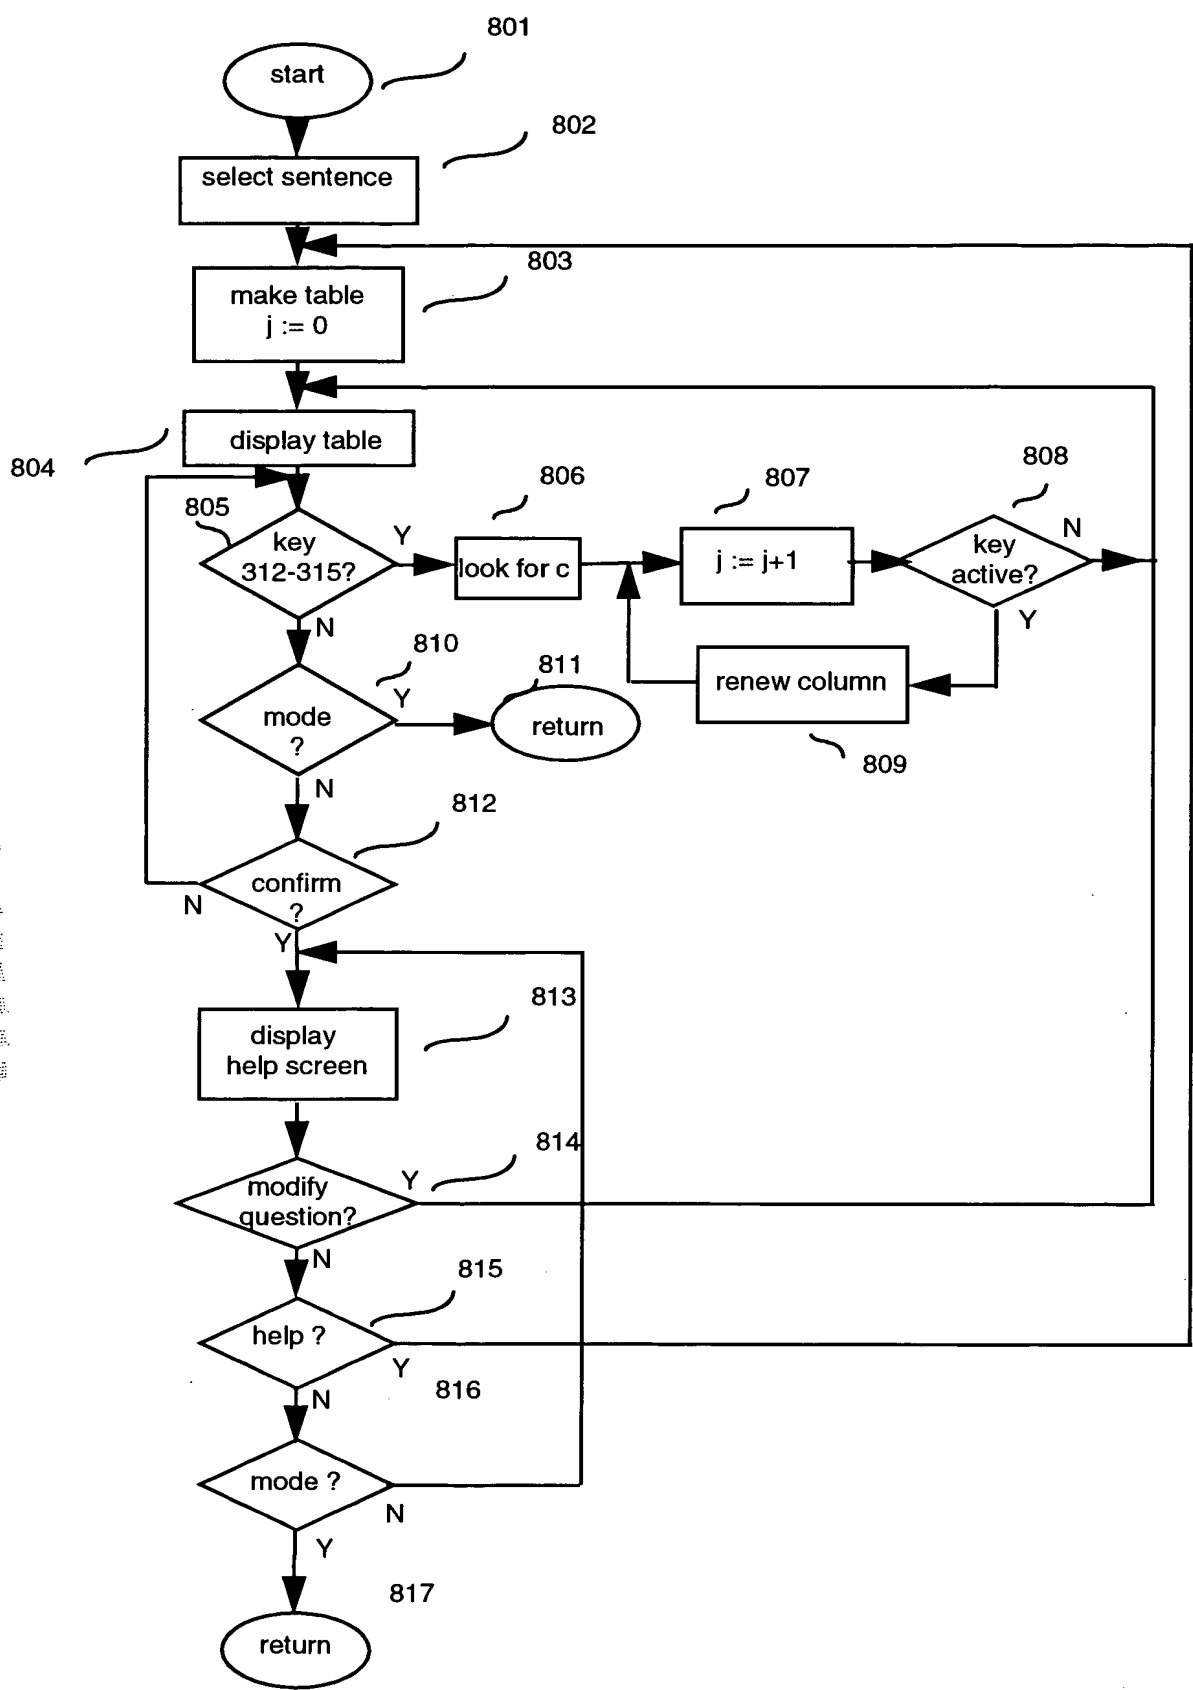 801
start
802
select sentence
803
make table
j := 0
804
display table
805
key
312-315?
Y
N
806
look for c
807
j := j+1
808
key
active?
N
Y
renew column
809
810
mode
?
Y
N
811
return
812
confirm
?
N
Y
813
display
help screen
814
modify
question?
Y
N
815
help ?
Y
N
816
mode ?
N
Y
817
return